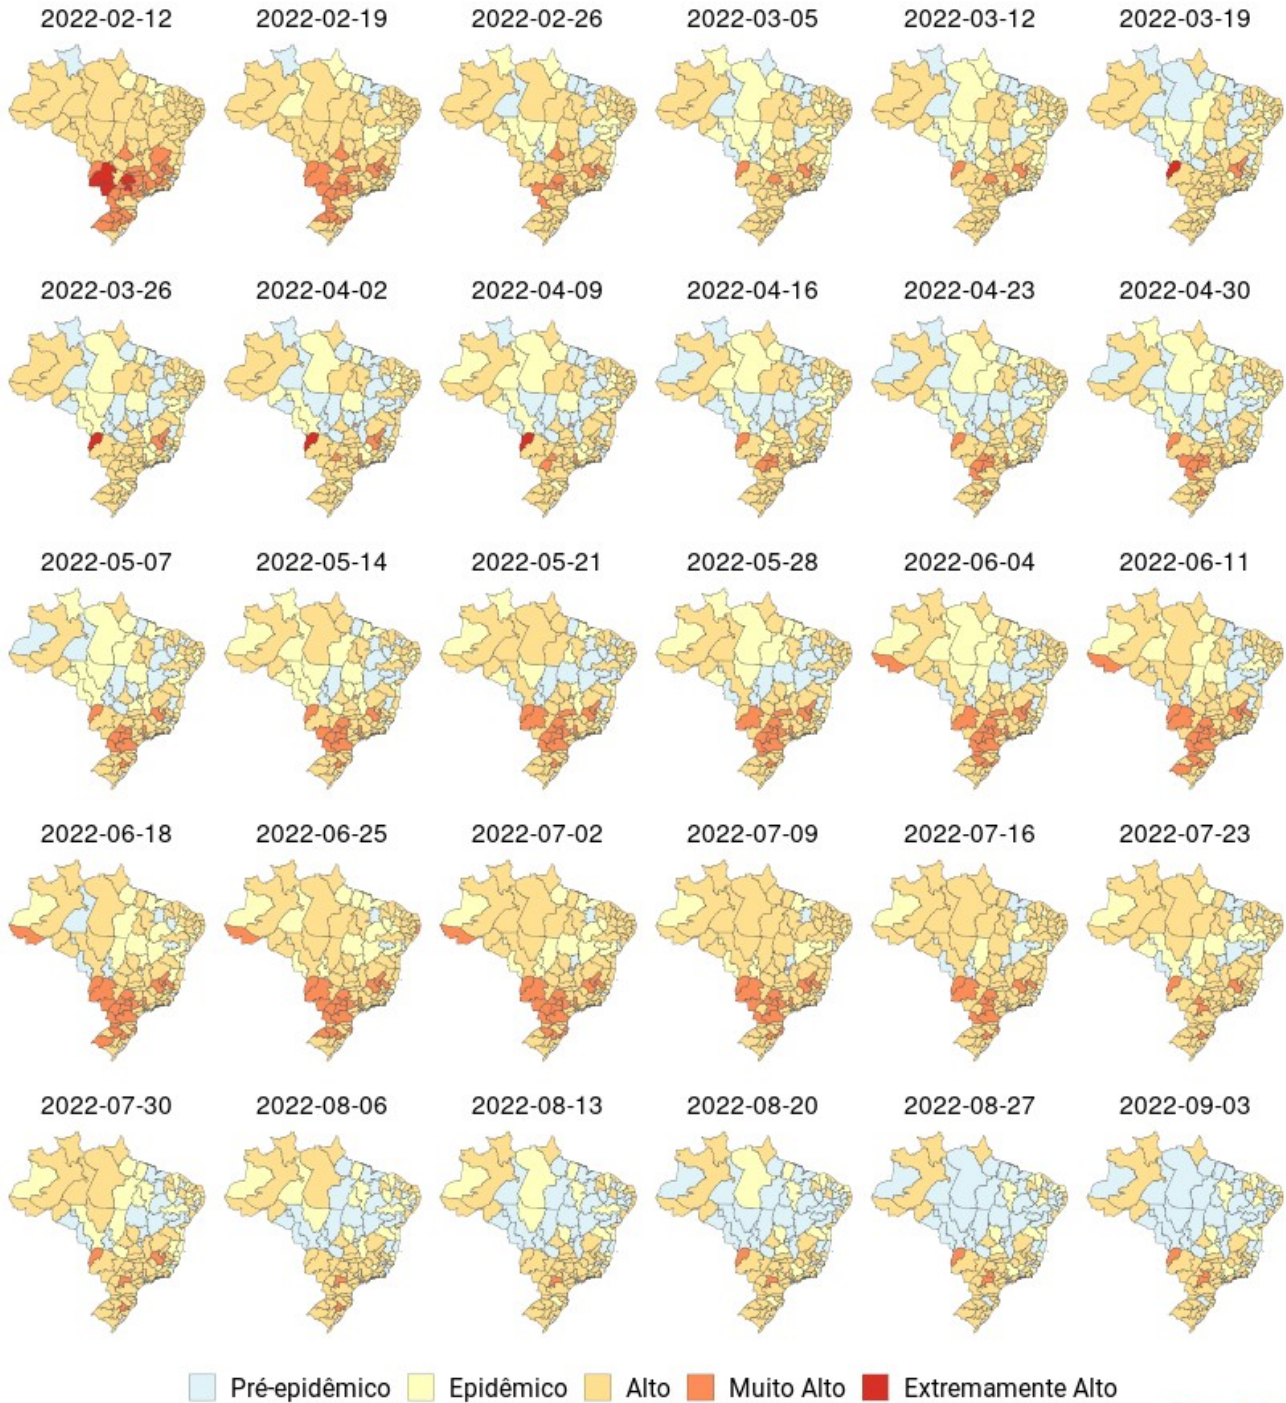 2022-02-12 2022-02-19 2022-02-26 2022-03-05 2022-03-12 2022-03-19
2022-03-26 2022-04-02 2022-04-09 2022-04-16 2022-04-23 2022-04-30
2022-05-07 2022-05-14 2022-05-21 2022-05-28 2022-06-04 2022-06-11
2022-06-18 2022-06-25 2022-07-02 2022-07-09 2022-07-16 2022-07-23
2022-07-30 2022-08-06 2022-08-13 2022-08-20 2022-08-27 2022-09-03
Pré-epidêmico Epidêmico Alto Muito Alto Extremamente Alto